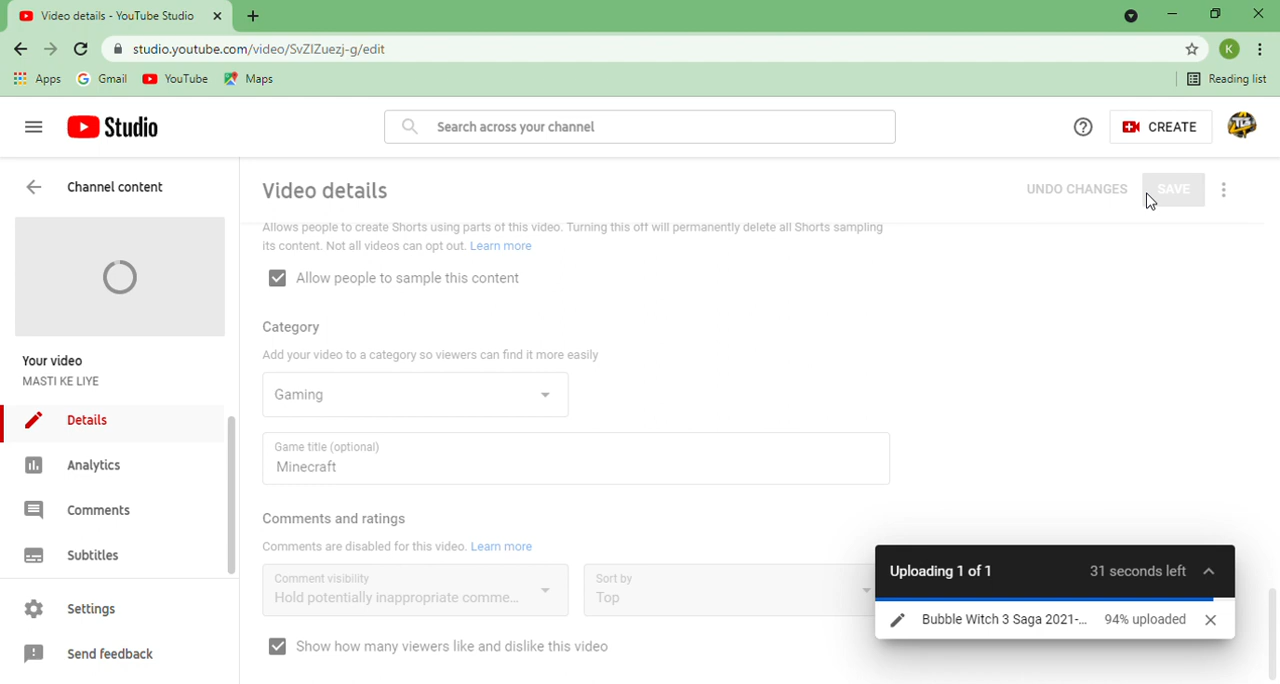 Video details - YouTube Studio
studio.youtube.com/video/SvZIZuezj-g/edit
K
Apps
Gmail
YouTube
Maps
Reading list
Studio
Search across your channel
CREATE
Channel content
Your video
MASTI KE LIYE
Details
Analytics
Comments
Subtitles
Settings
Send feedback
Video details
UNDO CHANGES
SAVE
Allows people to create Shorts using parts of this video. Turning this off will permanently delete all Shorts sampling
its content. Not all videos can opt out. Learn more
Allow people to sample this content
Category
Add your video to a category so viewers can find it more easily
Gaming
Game title (optional)
Minecraft
Comments and ratings
Comments are disabled for this video. Learn more
Comment visibility
Hold potentially inappropriate comme...
Sort by
Top
Show how many viewers like and dislike this video
Uploading 1 of 1
31 seconds left
Bubble Witch 3 Saga 2021-...
94% uploaded